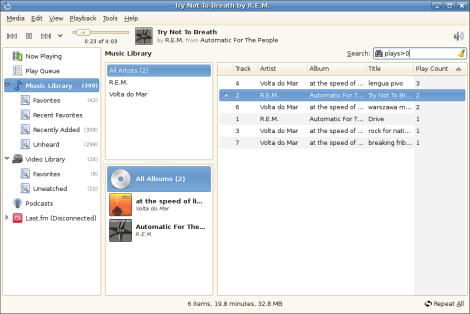 Try Not To Breath by R.E.M.
Media Edit View Playback Tools Help
0:23 of 4:03
Try Not To Breath
by R.E.M. from Automatic For The People
Now Playing
Play Queue
Music Library (300)
Favorites (42)
Recent Favorites
Recently Added (300)
Unheard (298)
Video Library (26)
Favorites (9)
Unwatched (15)
Podcasts
Last.fm (Disconnected)
Music Library
Search: plays>0
All Artists (2)
R.E.M.
Volta do Mar
All Albums (2)
at the speed of li...
Volta do Mar
Automatic For The...
R.E.M.
Track Artist Album Title Play Count
4 Volta do Mar at the speed of ... lengua pivo 3
2 R.E.M. Automatic For T... Try Not To Br... 2
6 Volta do Mar at the speed of ... warszawa m... 2
1 R.E.M. Automatic For T... Drive 1
3 Volta do Mar at the speed of ... rock for nati... 1
7 Volta do Mar at the speed of ... breaking frib... 1
6 items, 19.8 minutes, 32.8 MB
Repeat All